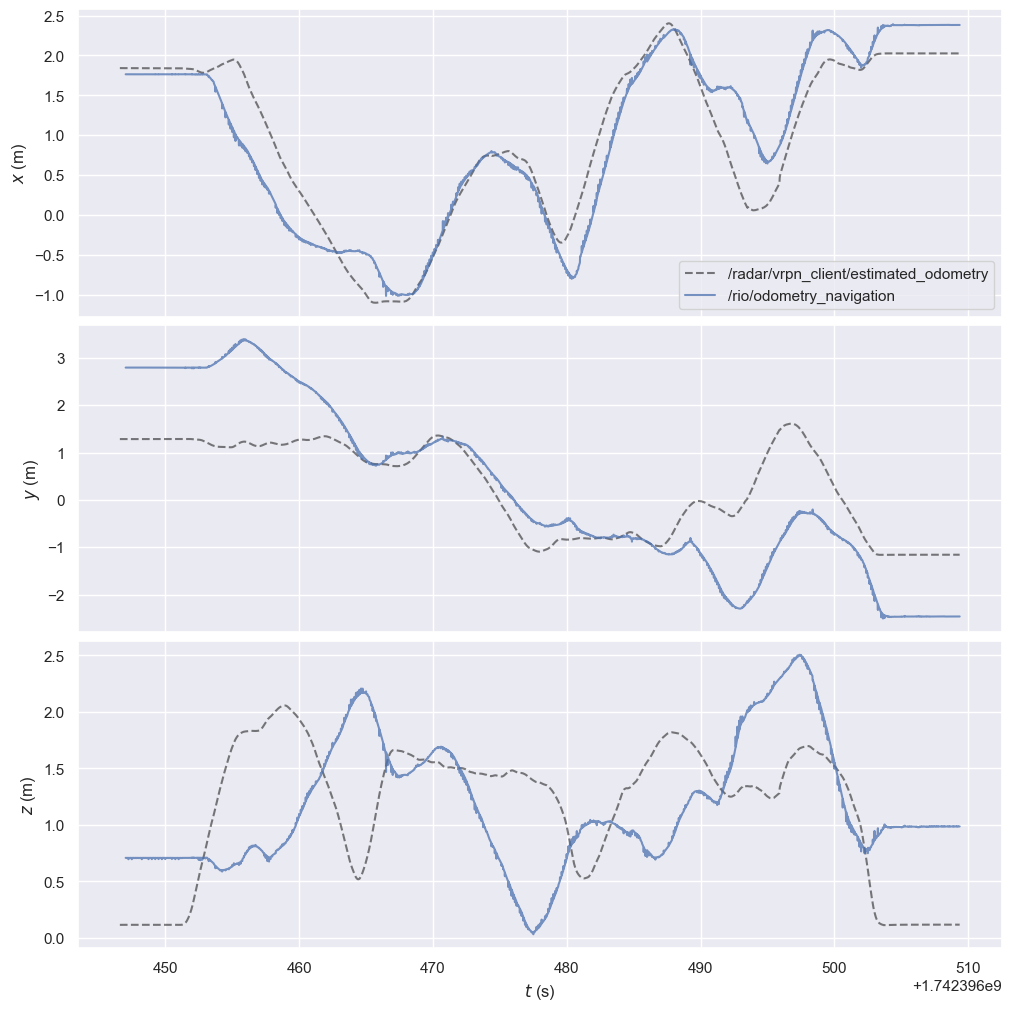 2.5
2.0
1.5
1.0
0.5
0.0
−0.5
−1.0
x (m)
/radar/vrpn_client/estimated_odometry
/rio/odometry_navigation
3
2
1
0
−1
−2
y (m)
2.5
2.0
1.5
1.0
0.5
0.0
z (m)
450 460 470 480 490 500 510
t (s)
+1.742396e9